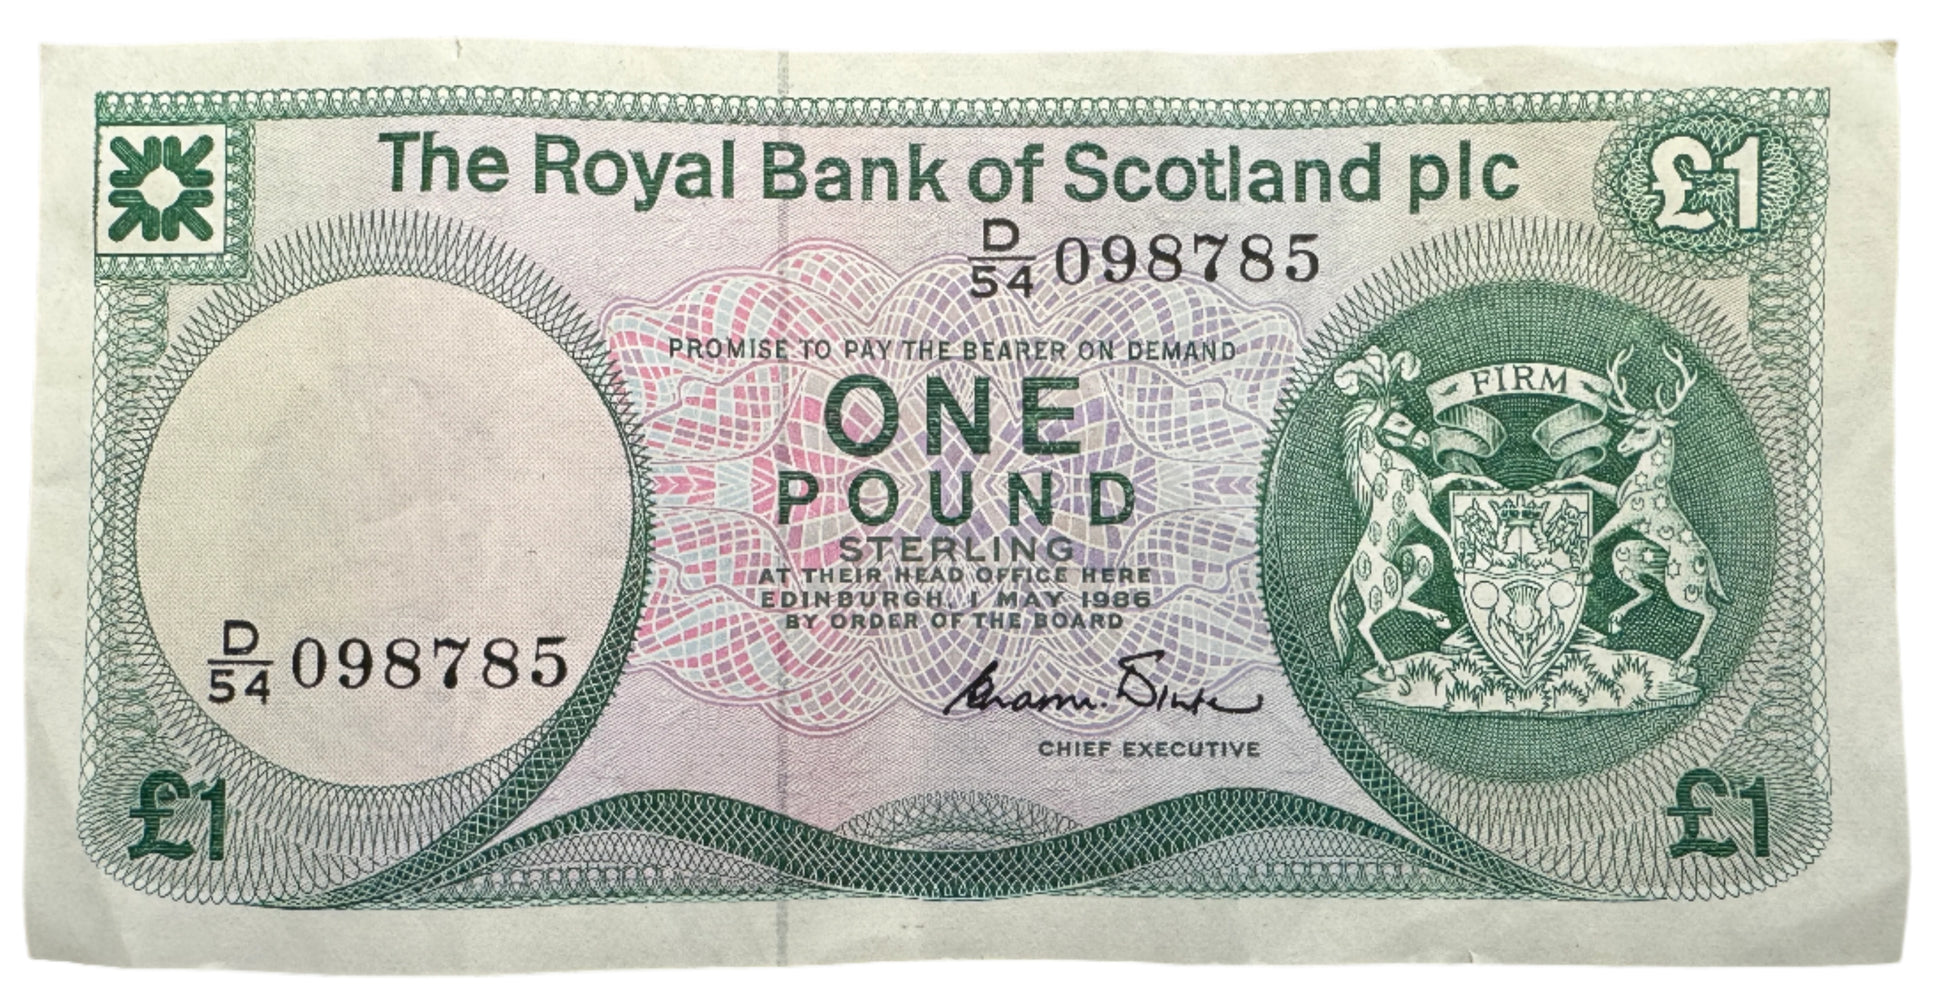 The Royal Bank of Scotland plc
£1
D/54 098785
PROMISE TO PAY THE BEARER ON DEMAND
ONE
POUND
STERLING
AT THEIR HEAD OFFICE HERE
EDINBURGH, 1 MAY 1986
BY ORDER OF THE BOARD
FIRM
D/54 098785
CHIEF EXECUTIVE
£1
£1